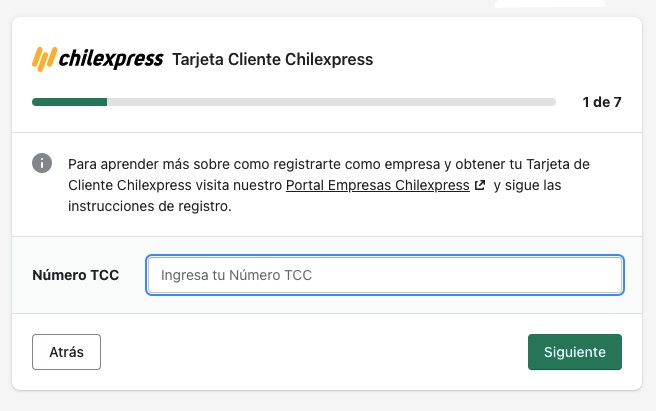 chilexpress Tarjeta Cliente Chilexpress
1 de 7
Para aprender más sobre como registrarte como empresa y obtener tu Tarjeta de
Cliente Chilexpress visita nuestro Portal Empresas Chilexpress y sigue las
instrucciones de registro.
Número TCC Ingresa tu Número TCC
Atrás Siguiente